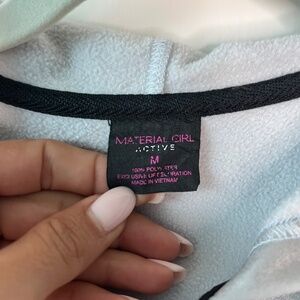 MATERIAL GIRL
ACTIVE
M
100% POLYESTER
EXCLUSIVE OF DECORATION
MADE IN VIETNAM